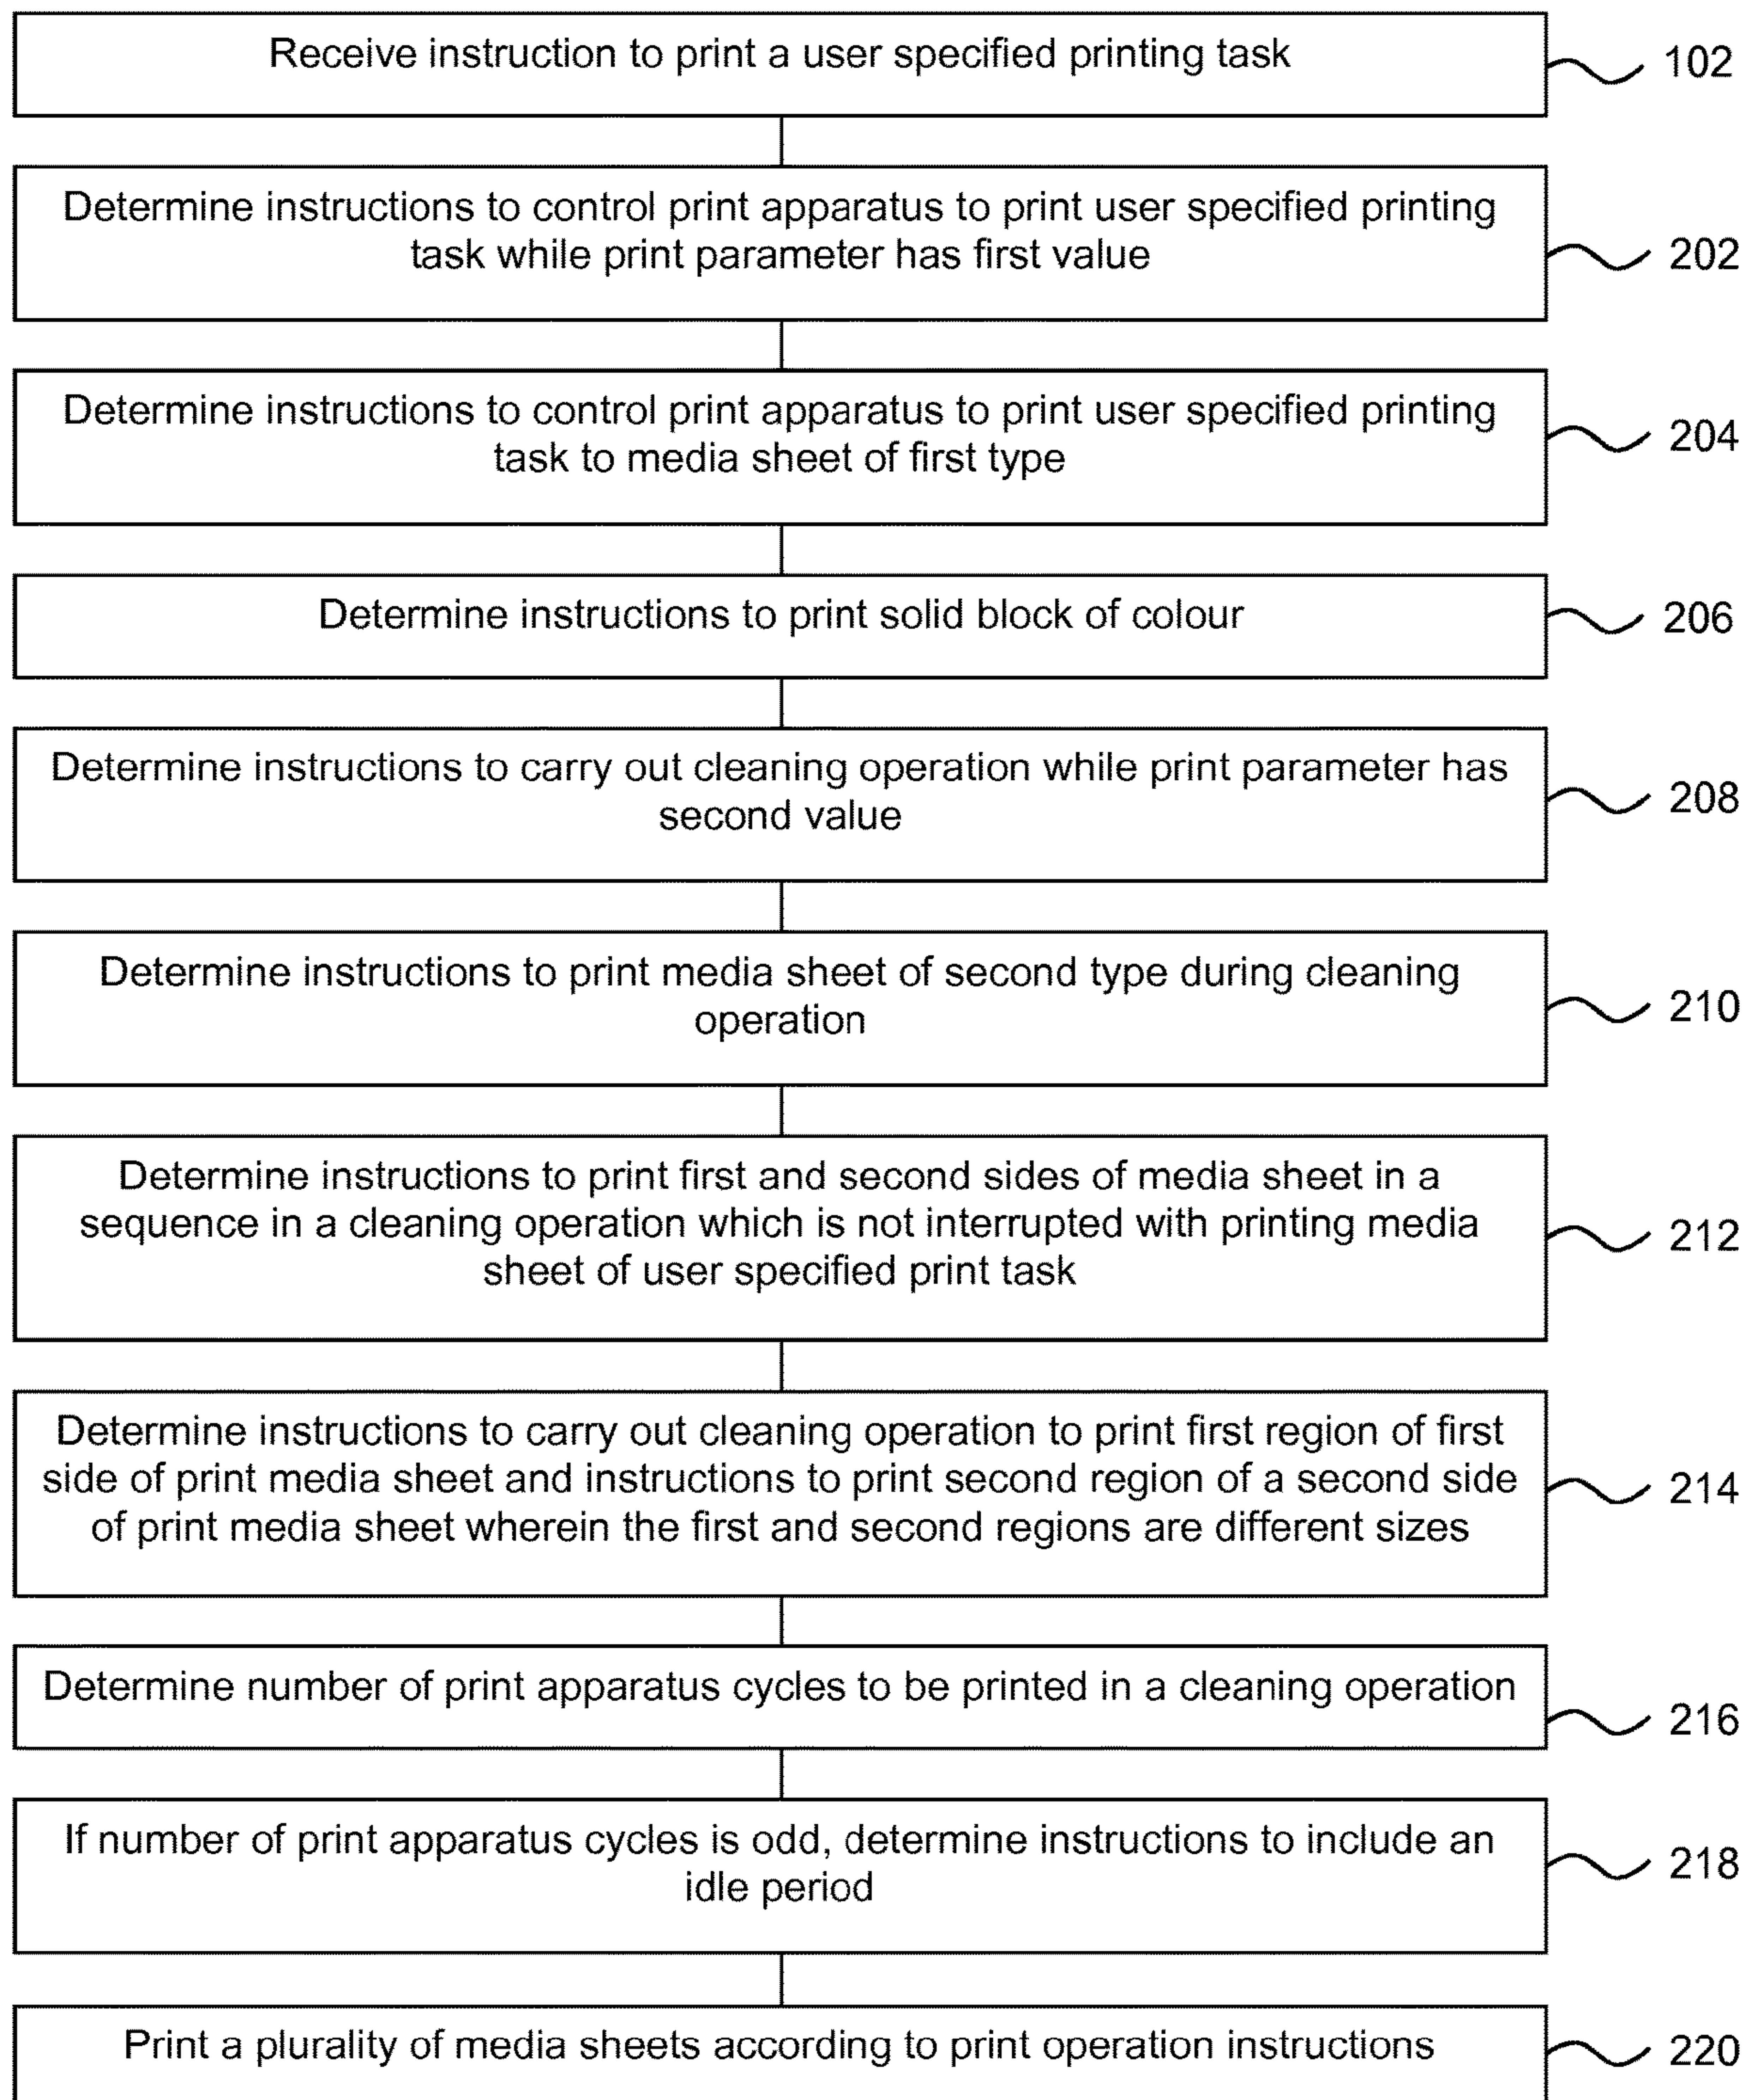 Receive instruction to print a user specified printing task
102
Determine instructions to control print apparatus to print user specified printing
task while print parameter has first value
202
Determine instructions to control print apparatus to print user specified printing
task to media sheet of first type
204
Determine instructions to print solid block of colour
206
Determine instructions to carry out cleaning operation while print parameter has
second value
208
Determine instructions to print media sheet of second type during cleaning
operation
210
Determine instructions to print first and second sides of media sheet in a
sequence in a cleaning operation which is not interrupted with printing media
sheet of user specified print task
212
Determine instructions to carry out cleaning operation to print first region of first
side of print media sheet and instructions to print second region of a second side
of print media sheet wherein the first and second regions are different sizes
214
Determine number of print apparatus cycles to be printed in a cleaning operation
216
If number of print apparatus cycles is odd, determine instructions to include an
idle period
218
Print a plurality of media sheets according to print operation instructions
220